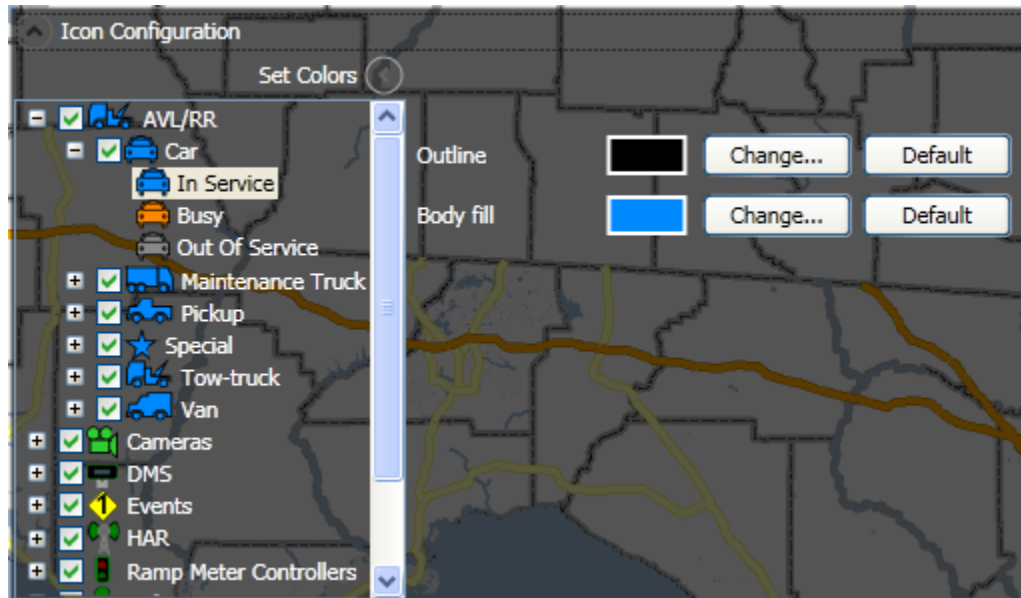 Icon Configuration
Set Colors
AVL/RR
Car
In Service
Busy
Out Of Service
Maintenance Truck
Pickup
Special
Tow-truck
Van
Cameras
DMS
1
Events
HAR
Ramp Meter Controllers
Outline
Change...
Default
Body fill
Change...
Default